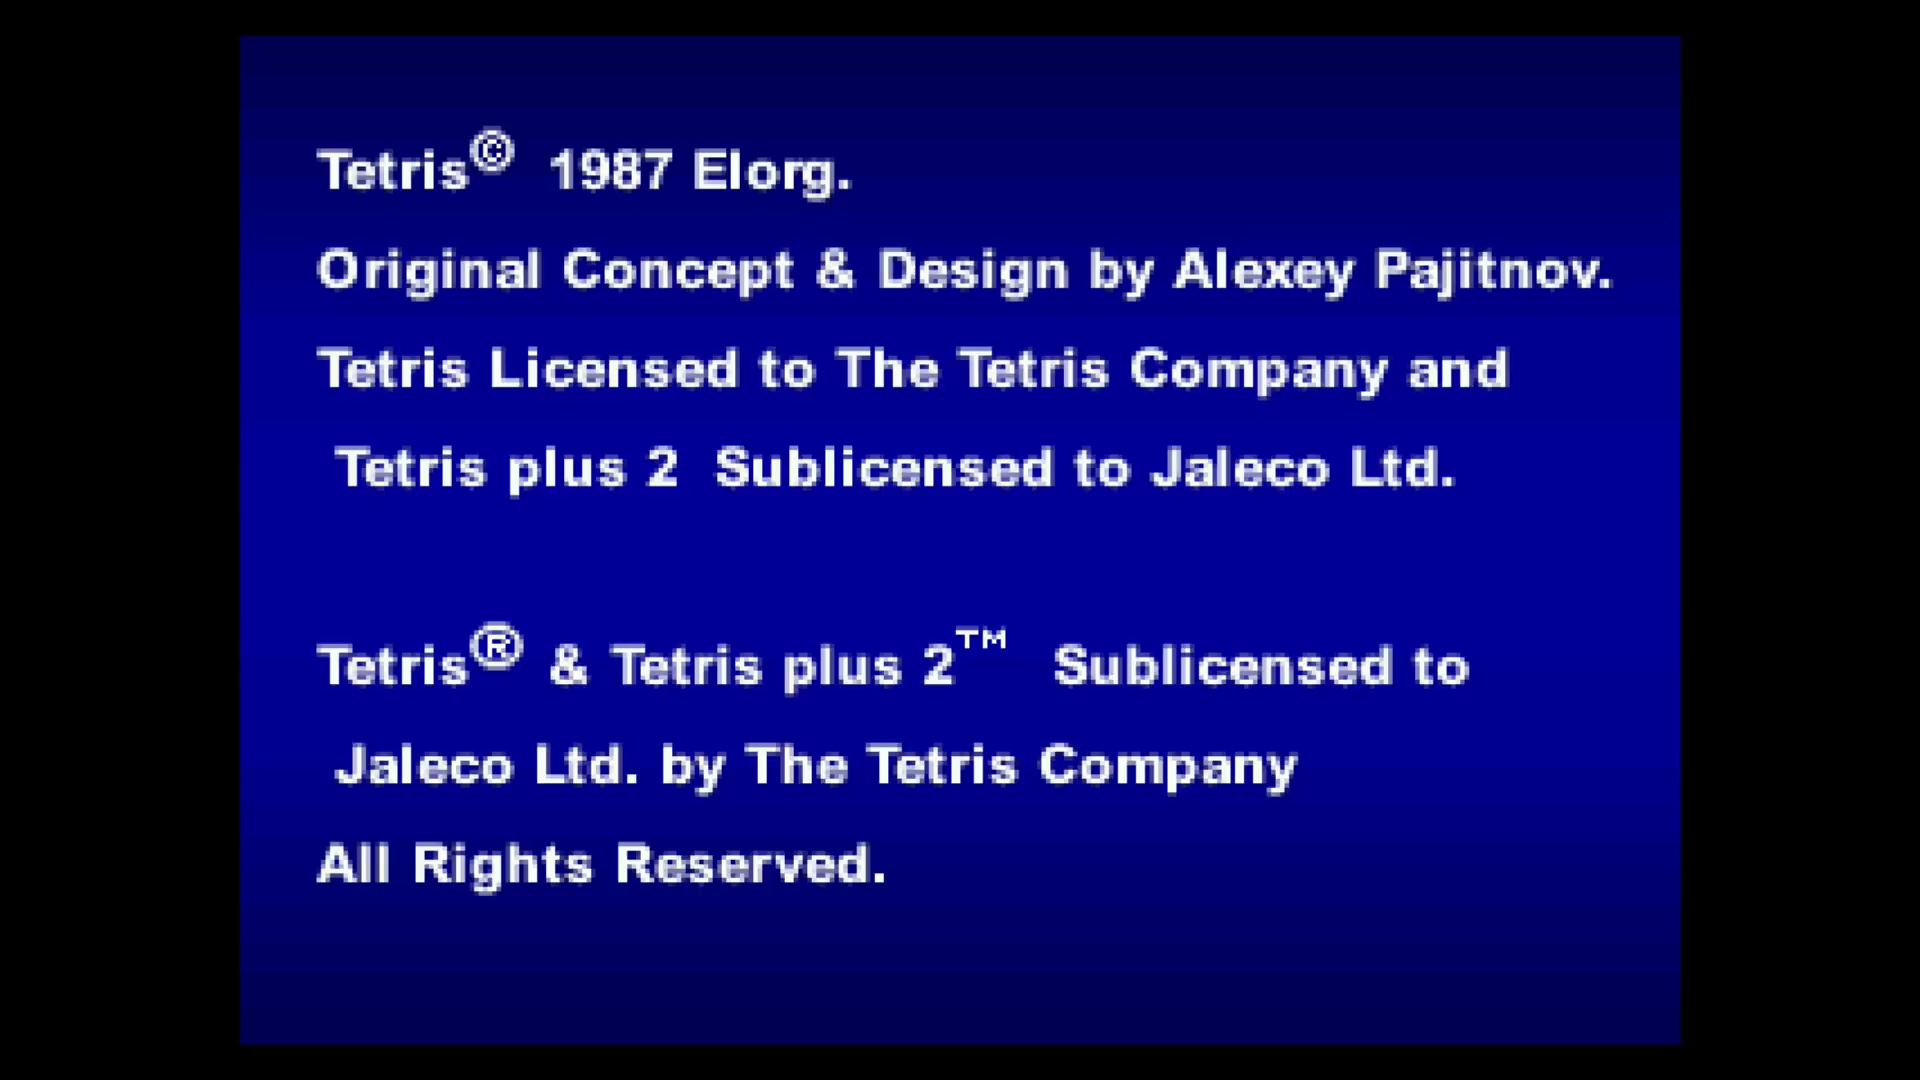 Tetris© 1987 Elorg.
Original Concept & Design by Alexey Pajitnov.
Tetris Licensed to The Tetris Company and
Tetris plus 2 Sublicensed to Jaleco Ltd.
Tetris® & Tetris plus 2™ Sublicensed to
Jaleco Ltd. by The Tetris Company
All Rights Reserved.